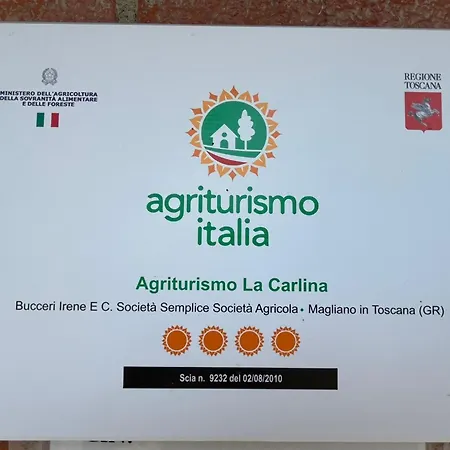 MINISTERO DELL'AGRICOLTURA
DELLA SOVRANITÀ ALIMENTARE
E DELLE FORESTE
REGIONE
TOSCANA
agriturismo
italia
Agriturismo La Carlina
Bucceri Irene E C. Società Semplice Società Agricola • Magliano in Toscana (GR)
Scia n. 9232 del 02/08/2010